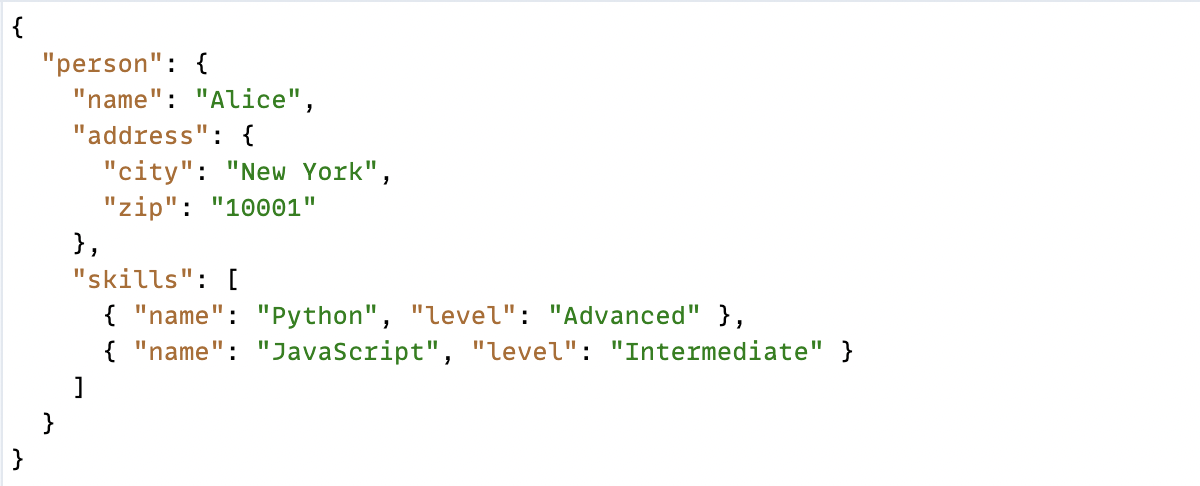 {
  "person": {
    "name": "Alice",
    "address": {
      "city": "New York",
      "zip": "10001"
    },
    "skills": [
      { "name": "Python", "level": "Advanced" },
      { "name": "JavaScript", "level": "Intermediate" }
    ]
  }
}